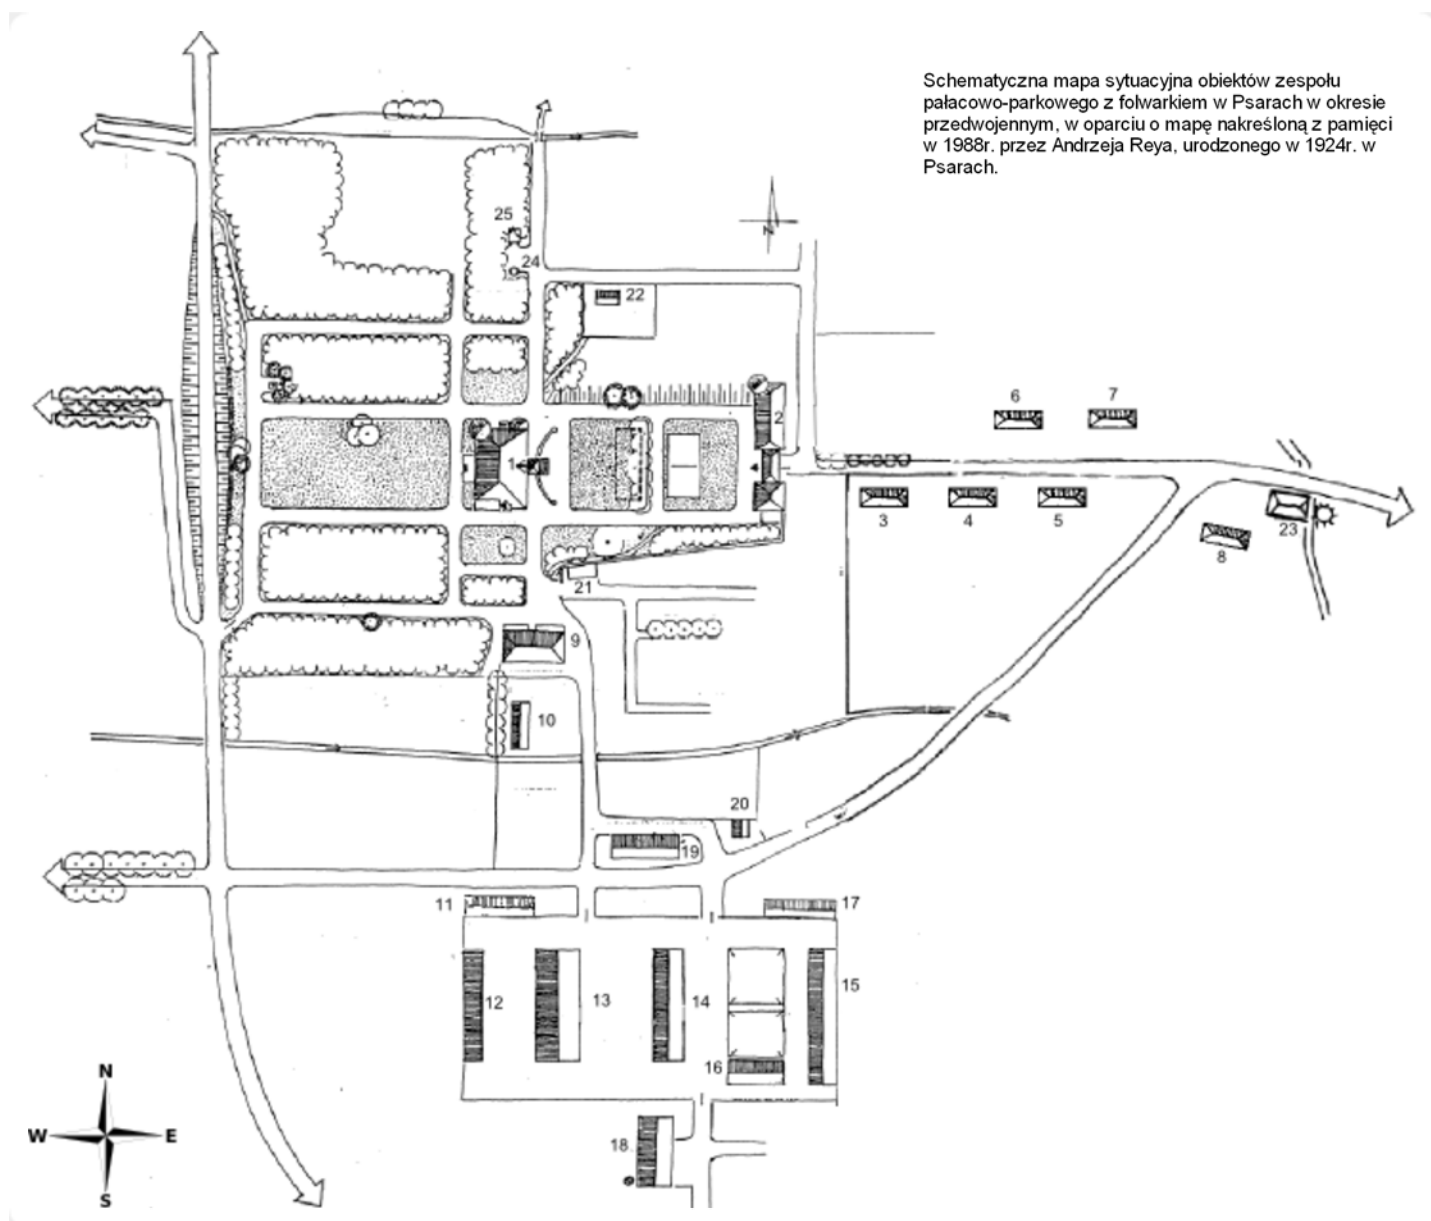 Schematyczna mapa sytuacyjna obiektów zespołu
pałacowo-parkowego z folwarkiem w Psarach w okresie
przedwojennym, w oparciu o mapę nakreśloną z pamięci
w 1988r. przez Andrzeja Reya, urodzonego w 1924r. w
Psarach.
25
N
24
22
6
7
2
1
3
4
5
23
8
21
9
10
20
19
11
17
12
13
14
15
16
N
W
E
S
18